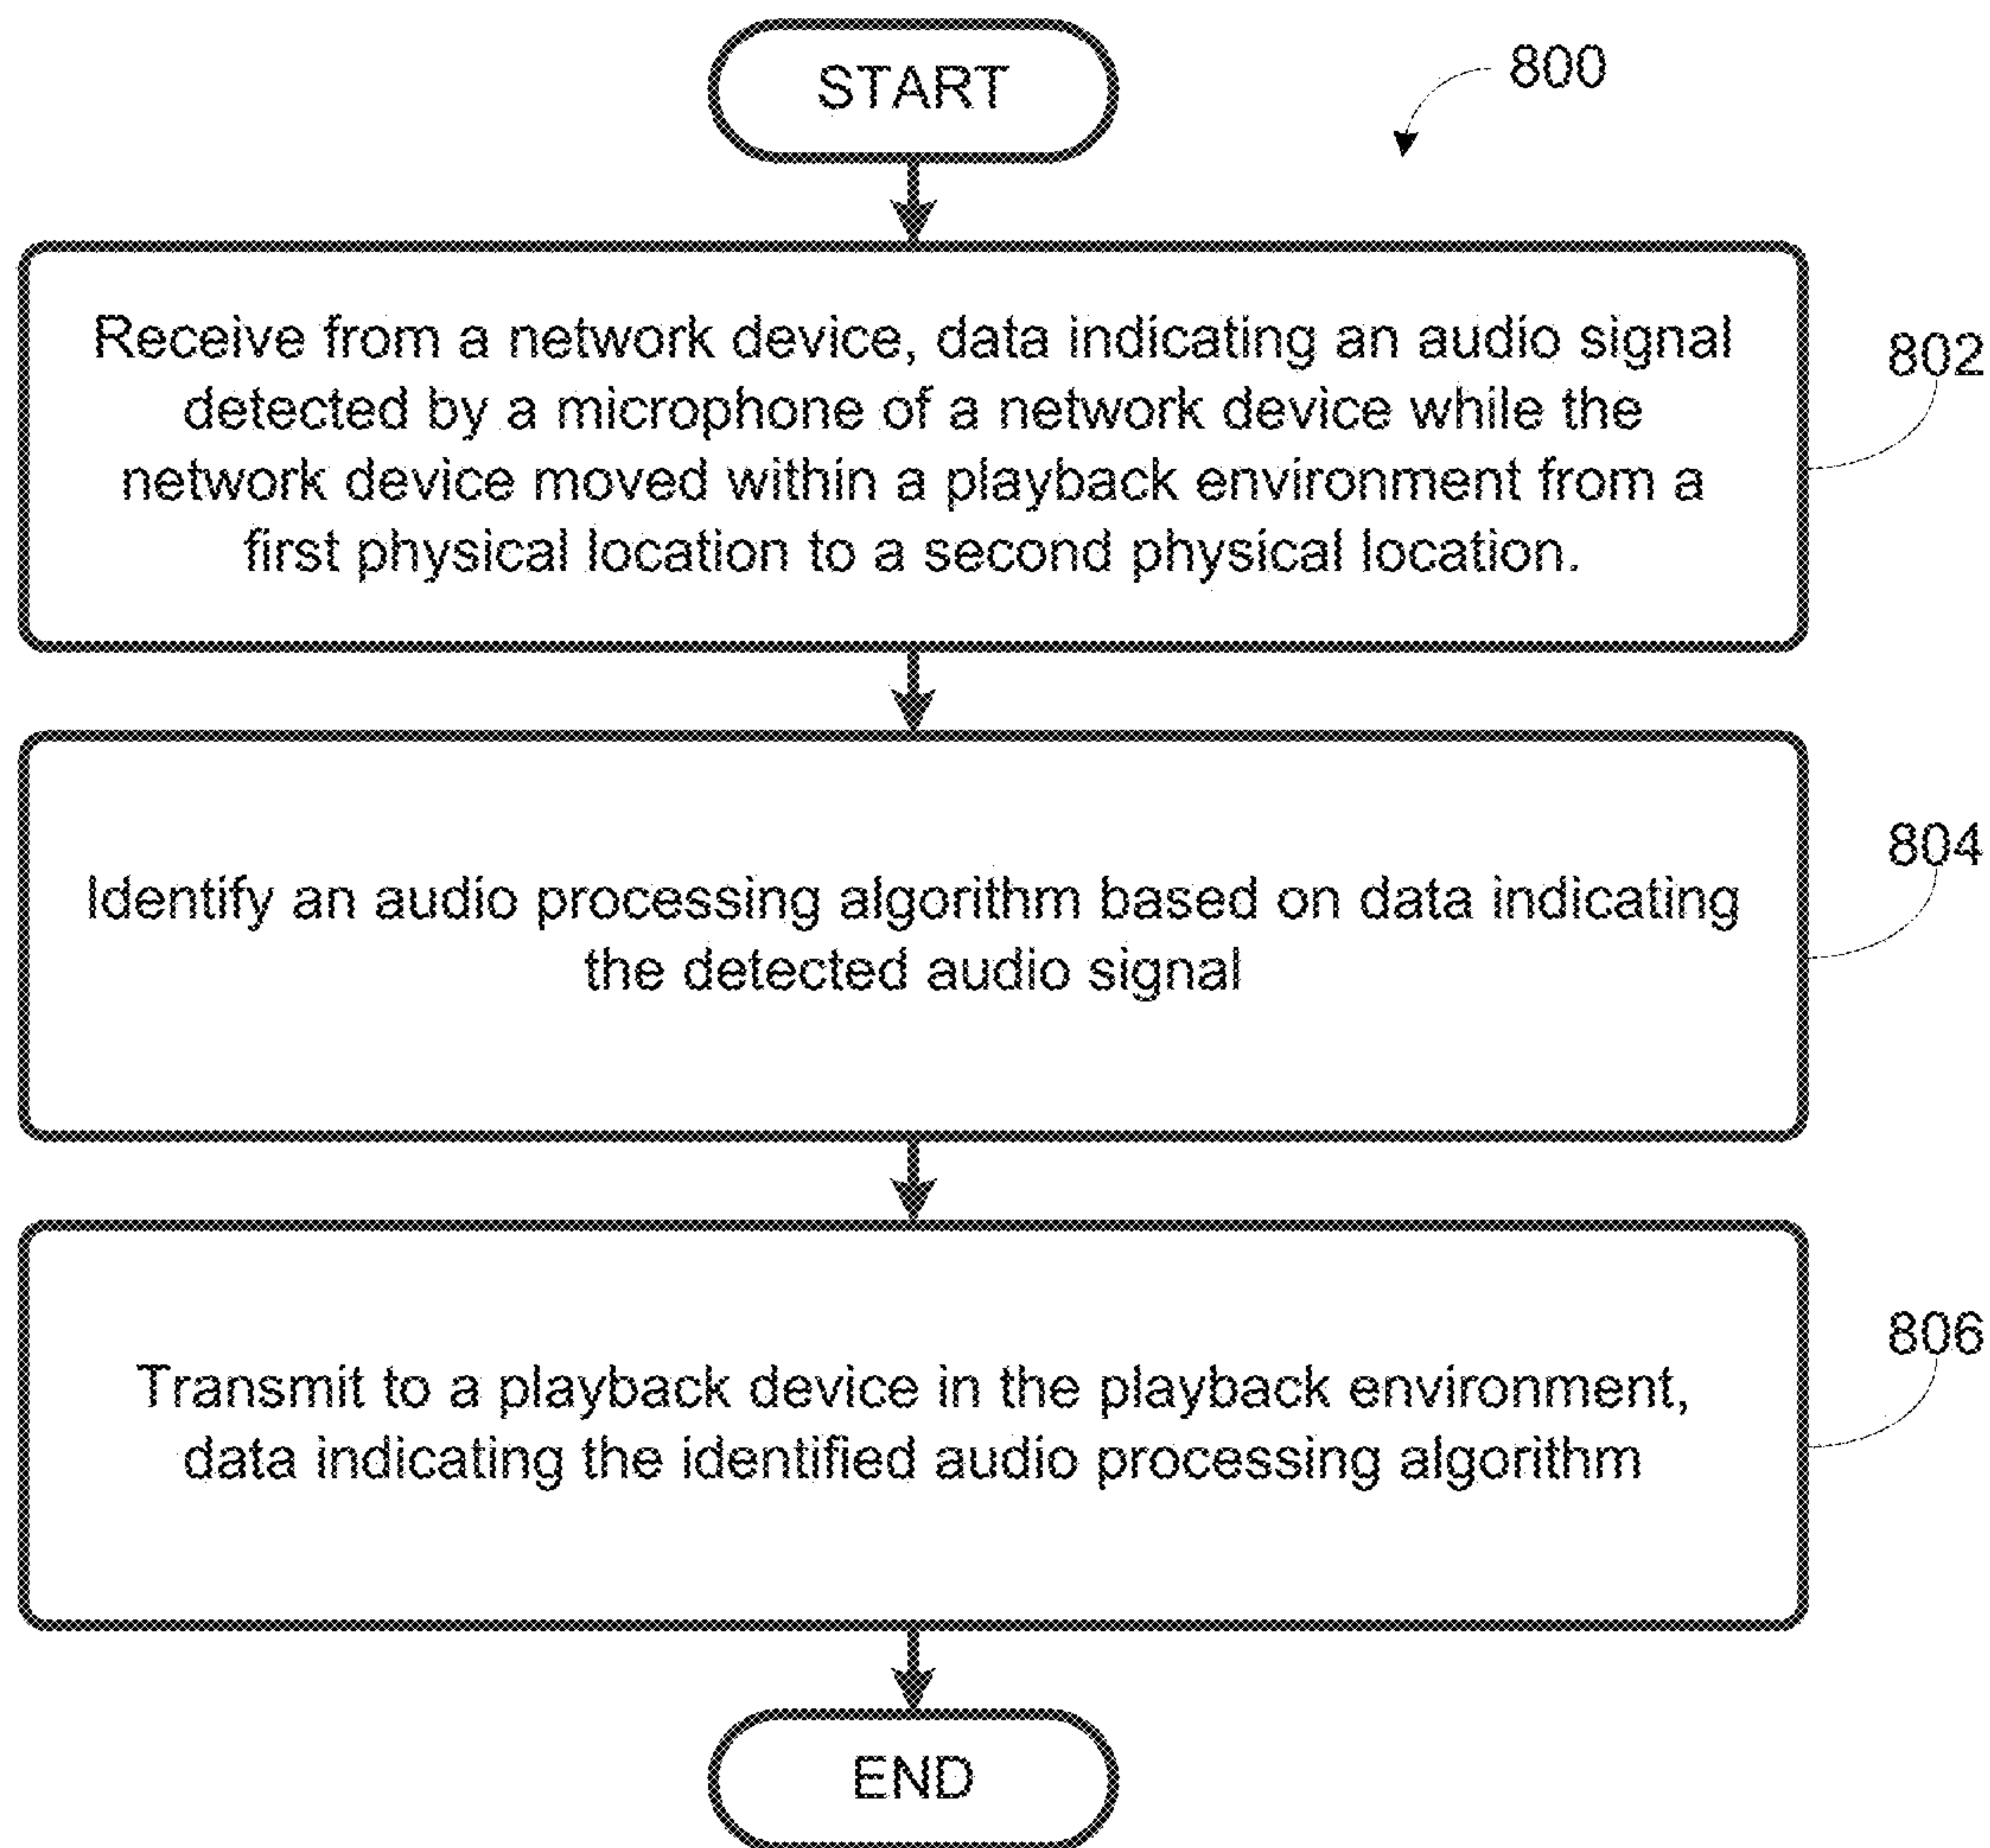 START
800
Receive from a network device, data indicating an audio signal
detected by a microphone of a network device while the
network device moved within a playback environment from a
first physical location to a second physical location.
802
Identify an audio processing algorithm based on data indicating
the detected audio signal
804
Transmit to a playback device in the playback environment,
data indicating the identified audio processing algorithm
806
END